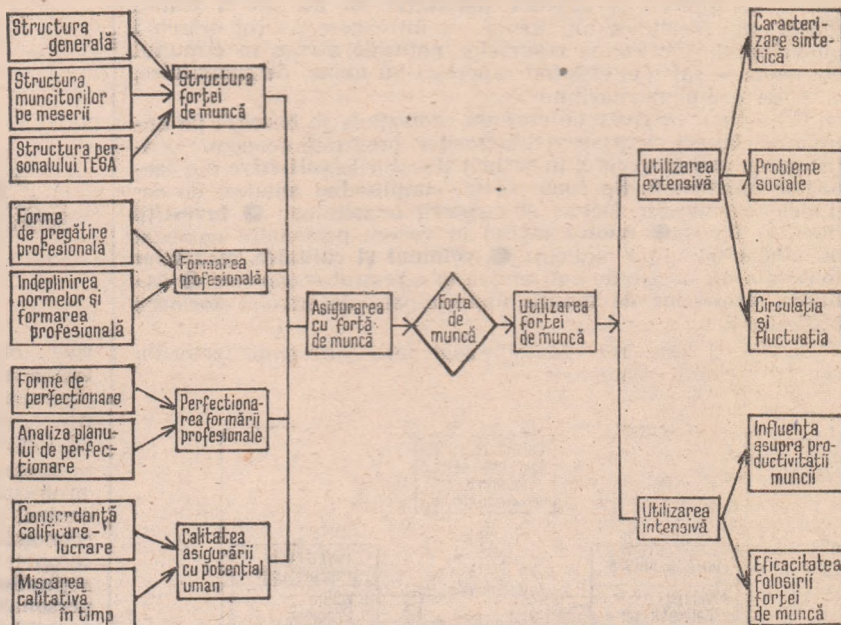 Structura
generală
Structura
muncitorilor
pe meserii
Structura per-
sonalului TESA
Forme
de pregătire
profesională
Indeplinirea
normelor și
formarea
profesională
Forme de
perfecționare
Analiza planu-
lui de perfec-
ționare
Concordanță
calificare-
lucrare
Miscarea
calitativă
în timp
Structura
forței
de muncă
Formarea
profesională
Perfectiona-
rea formării
profesionale
Calitatea
asigurării
cu potențial
uman
Asigurarea
cu forță
de muncă
Forța
de
muncă
Utilizarea
forței
de muncă
Utilizarea
extensivă
Utilizarea
intensivă
Caracteri-
zare sinte-
tică
Probleme
sociale
Circulația
și
fluctuația
Influența
asupra pro-
ductivității
muncii
Eficacitatea
folosirii
forței
de muncă